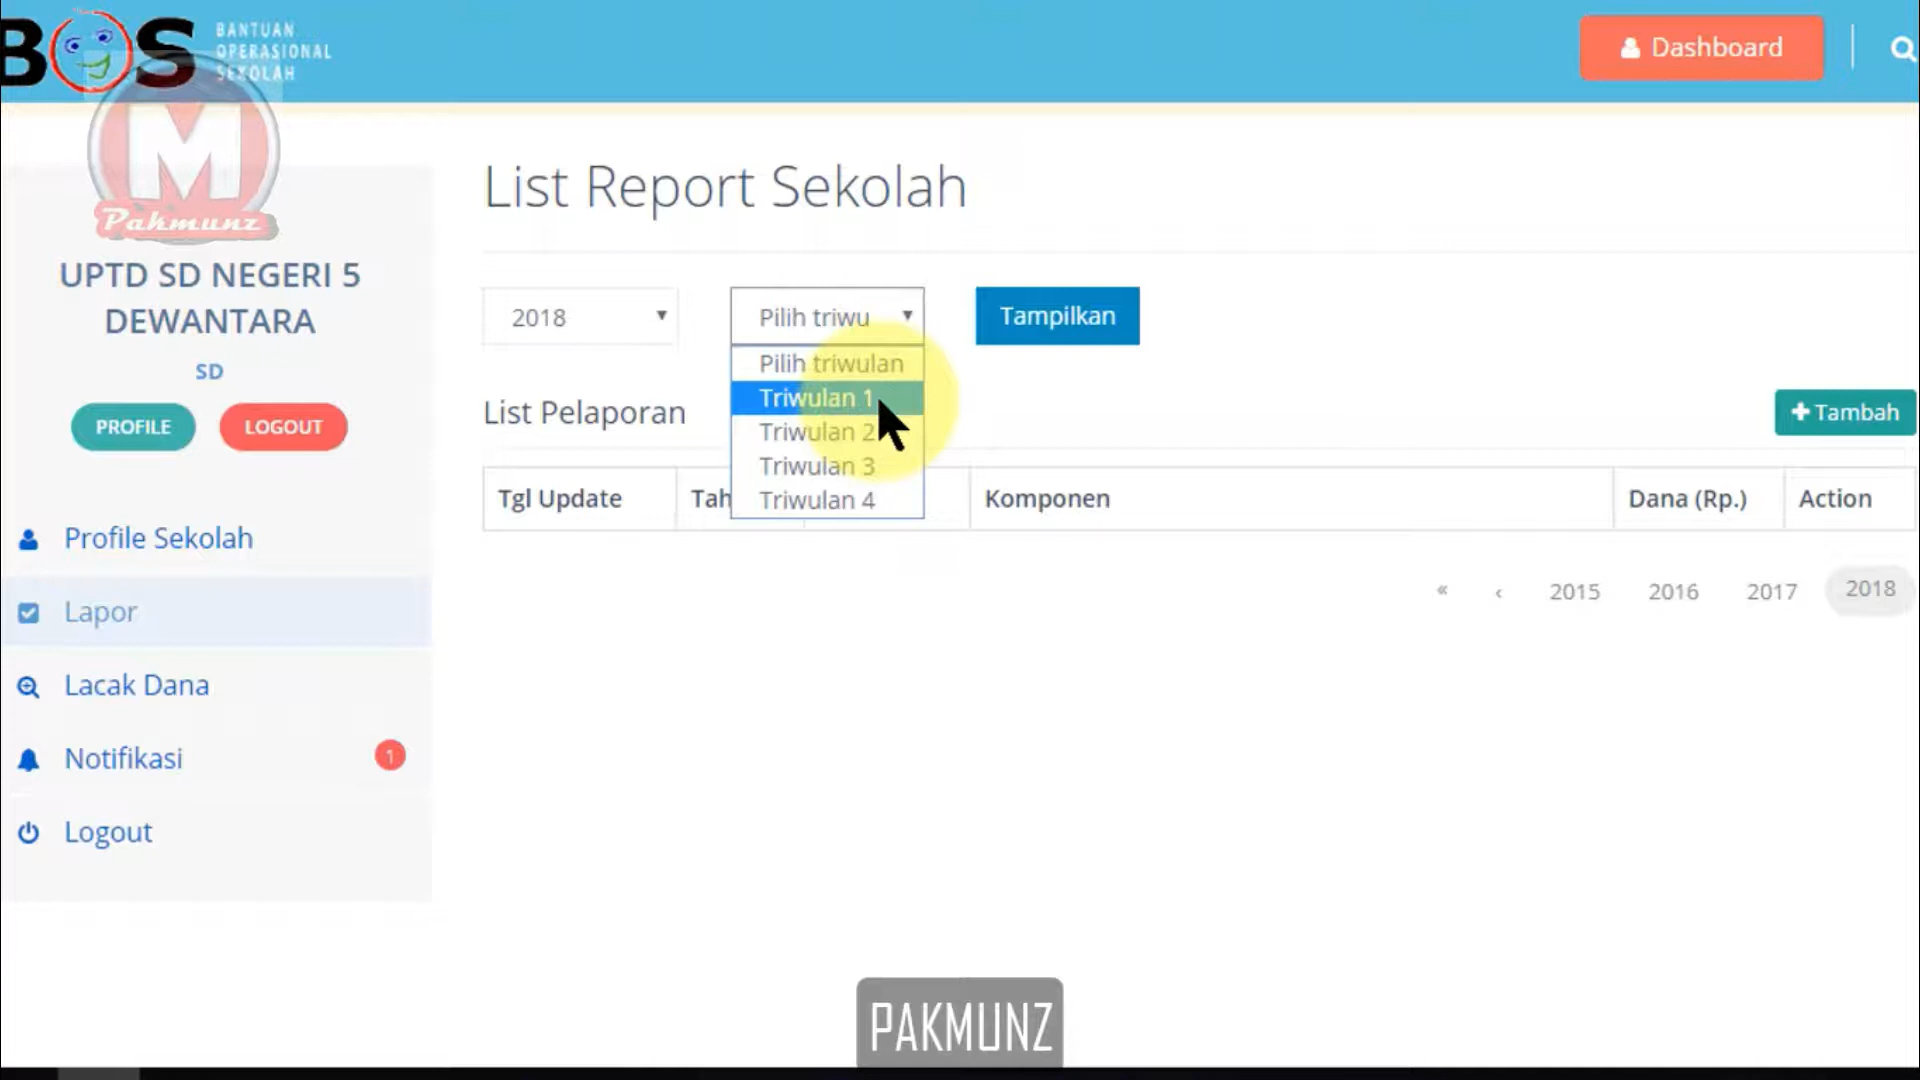 BOS
BANTUAN
OPERASIONAL
SEKOLAH
Dashboard
M
Pakmunz
UPTD SD NEGERI 5
DEWANTARA
SD
PROFILE
LOGOUT
Profile Sekolah
Lapor
Lacak Dana
Notifikasi
1
Logout
List Report Sekolah
2018
Pilih triwu
Tampilkan
Pilih triwulan
Triwulan 1
Triwulan 2
Triwulan 3
Triwulan 4
List Pelaporan
Tambah
Tgl Update
Tah
Komponen
Dana (Rp.)
Action
« ‹ 2015 2016 2017 2018
PAKMUNZ